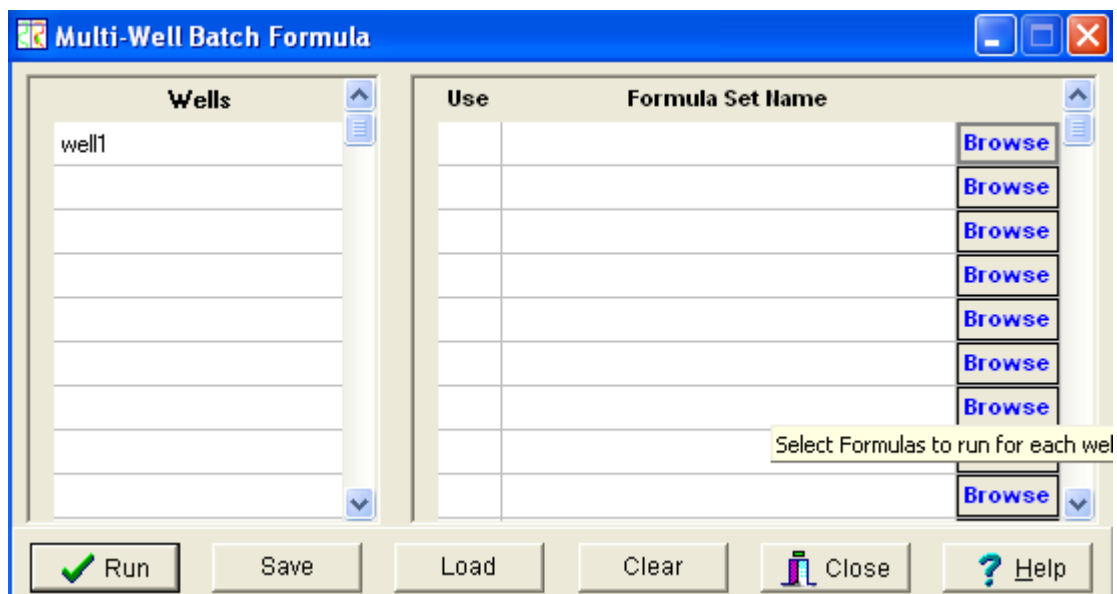 Multi-Well Batch Formula
Wells
Use Formula Set Name
well1
Browse
Browse
Browse
Browse
Browse
Browse
Browse
Select Formulas to run for each wel
Browse
Run Save Load Clear Close Help